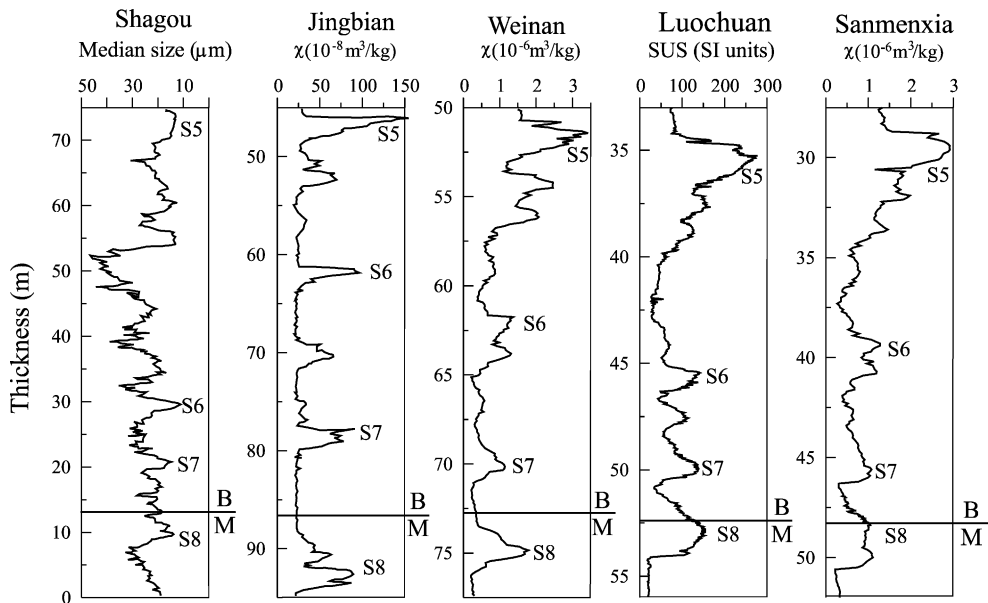 Shagou
Median size (μm)
50 30 10 0
Thickness (m)
70
60
50
40
30
20
10
0
S5
S6
S7
B
M
S8
Jingbian
χ(10⁻⁸m³/kg)
0 50 100 150
50
60
70
80
90
S5
S6
S7
B
M
S8
Weinan
χ(10⁻⁶m³/kg)
0 1 2 3
50
55
60
65
70
75
S5
S6
S7
B
M
S8
Luochuan
SUS (SI units)
0 100 200 300
35
40
45
50
55
S5
S6
S7
B
M
S8
Sanmenxia
χ(10⁻⁶m³/kg)
0 1 2 3
30
35
40
45
50
S5
S6
S7
B
M
S8